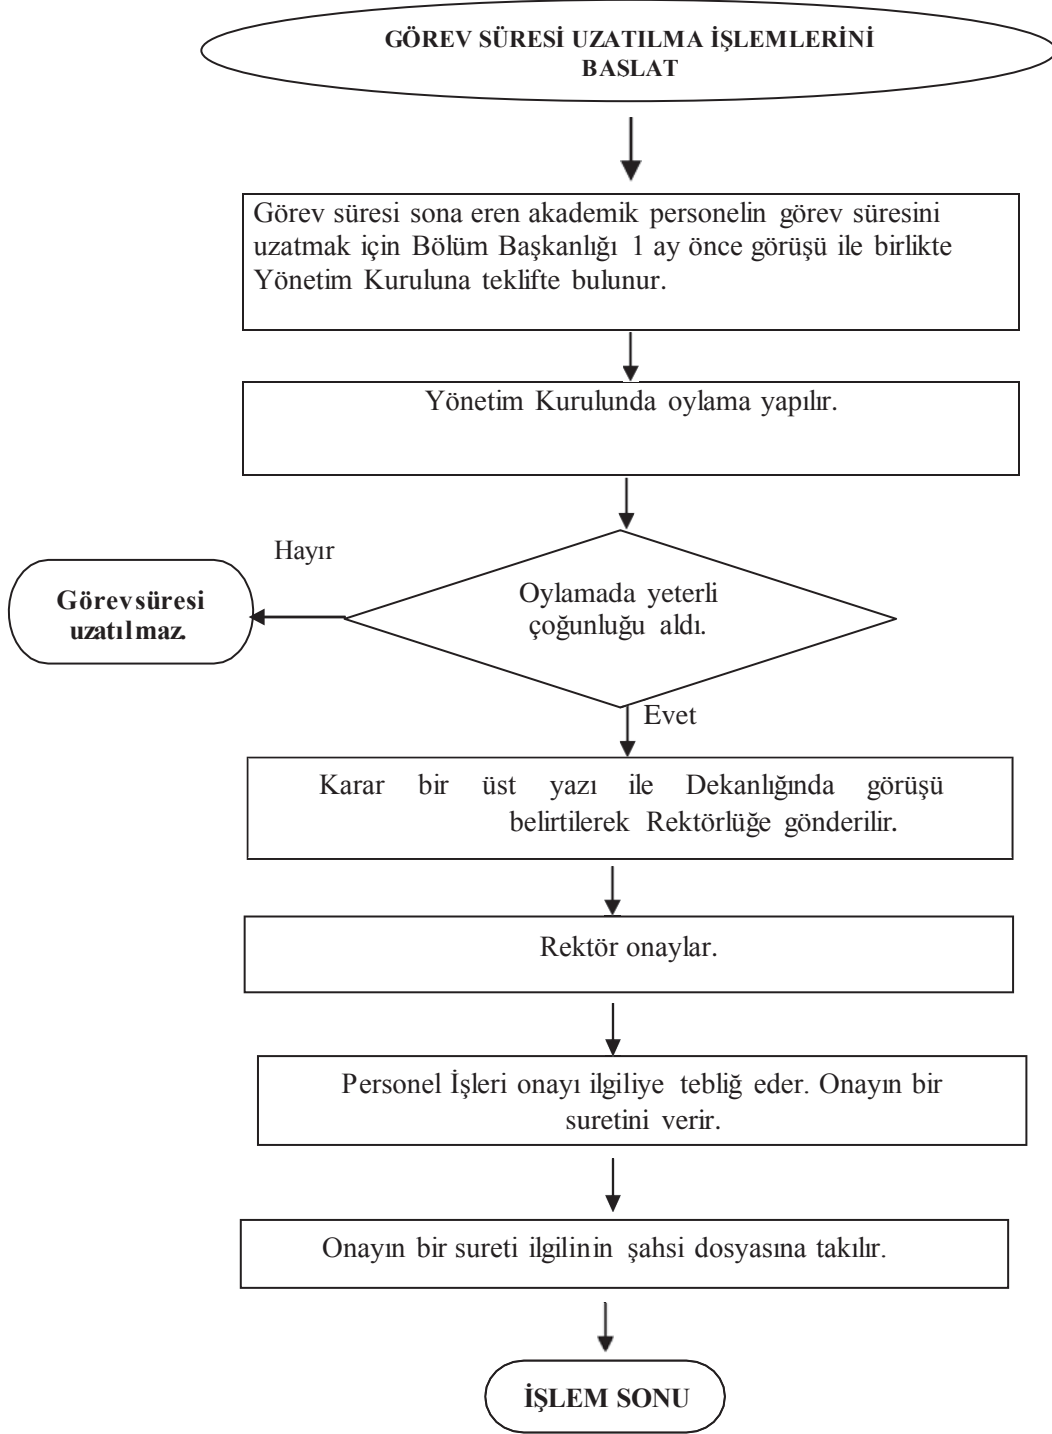 GÖREV SÜRESİ UZATILMA İŞLEMLERİNİ
BASLAT
Görev süresi sona eren akademik personelin görev süresini
uzatmak için Bölüm Başkanlığı 1 ay önce görüşü ile birlikte
Yönetim Kuruluna teklifte bulunur.
Yönetim Kurulunda oylama yapılır.
Hayır
Görev süresi
uzatılmaz.
Oylamada yeterli
çoğunluğu aldı.
Evet
Karar bir üst yazı ile Dekanlığında görüşü
belirtilerek Rektörlüğe gönderilir.
Rektör onaylar.
Personel İşleri onayı ilgiliye tebliğ eder. Onayın bir
suretini verir.
Onayın bir sureti ilgilinin şahsi dosyasına takılır.
İŞLEM SONU